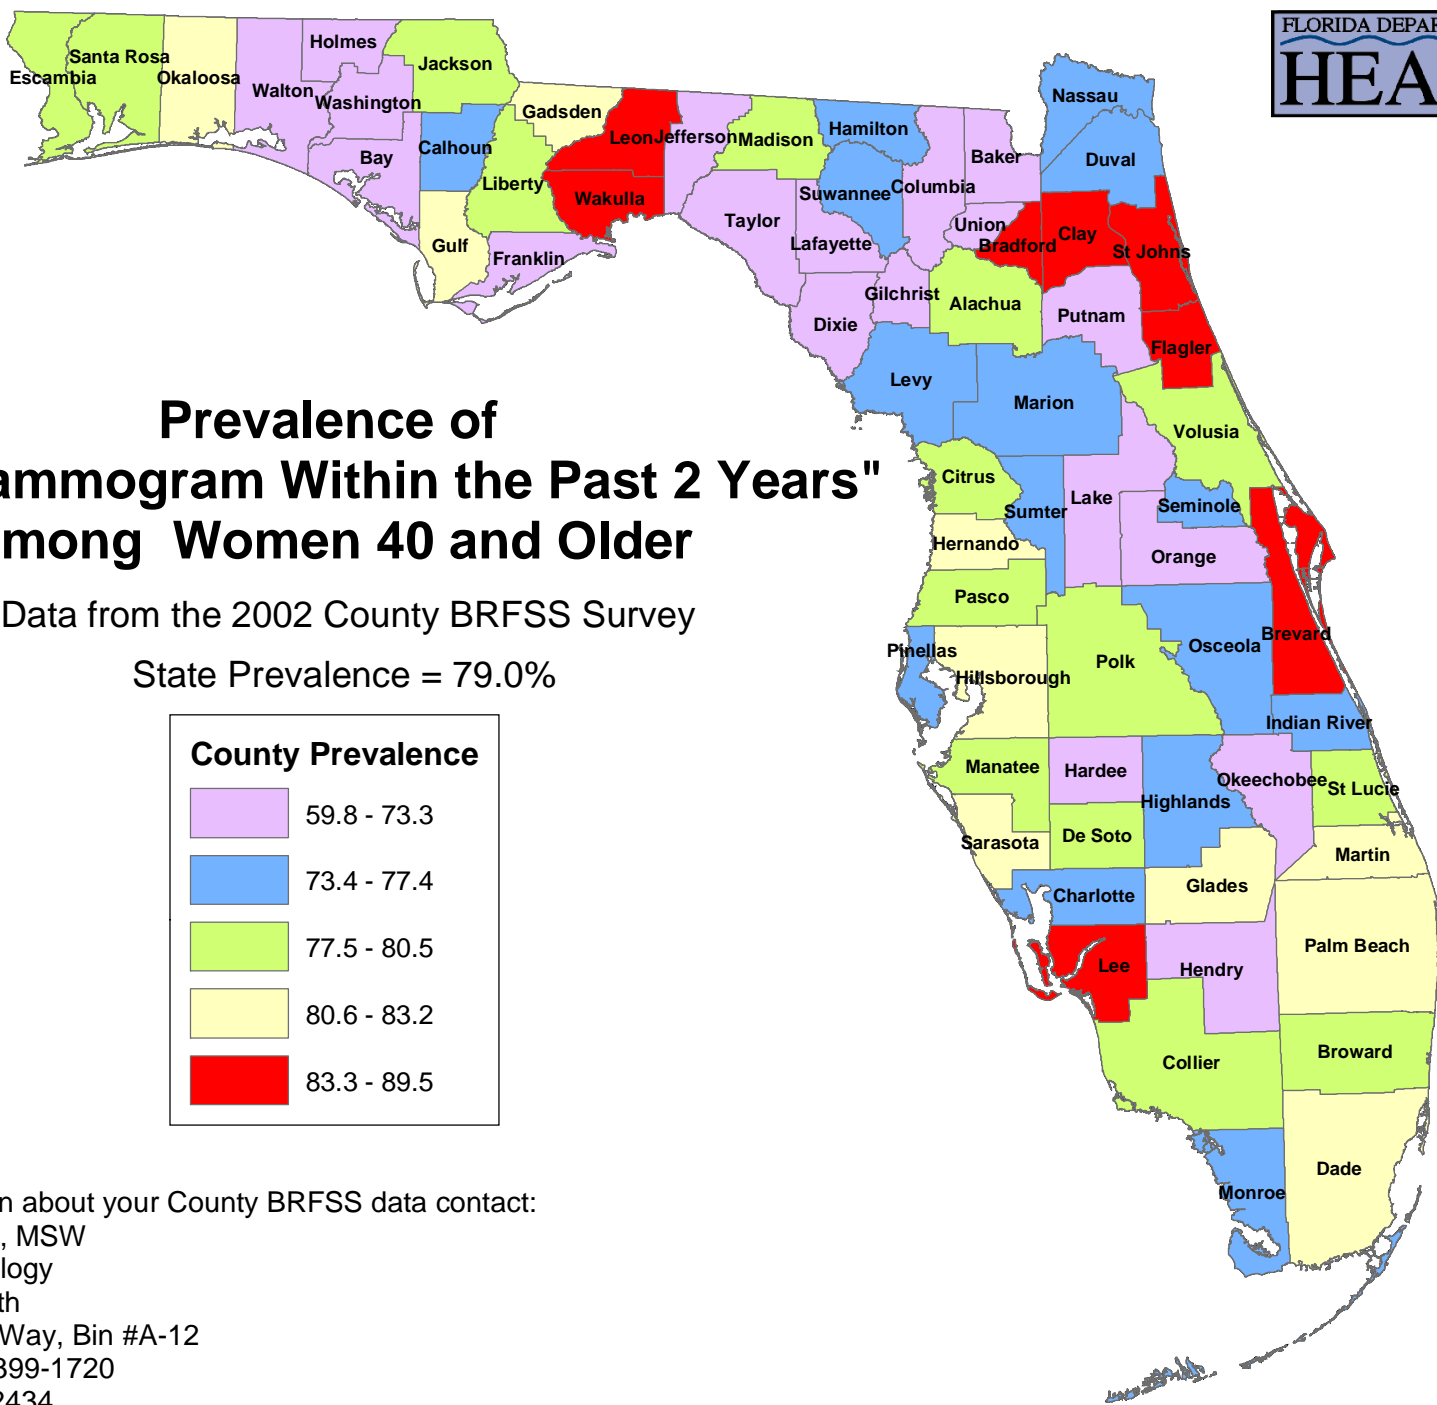 FLORIDA DEPAR
HEA
Escambia
Santa Rosa
Okaloosa
Walton
Holmes
Washington
Jackson
Bay
Calhoun
Gadsden
Liberty
Gulf
Franklin
Leon
Wakulla
Jefferson
Madison
Taylor
Hamilton
Suwannee
Lafayette
Columbia
Baker
Nassau
Duval
Union
Bradford
Clay
St Johns
Gilchrist
Dixie
Alachua
Putnam
Flagler
Levy
Marion
Volusia
Citrus
Sumter
Lake
Seminole
Hernando
Orange
Pasco
Pinellas
Hillsborough
Polk
Osceola
Brevard
Indian River
Manatee
Hardee
Highlands
Okeechobee
St Lucie
Sarasota
De Soto
Martin
Charlotte
Glades
Palm Beach
Lee
Hendry
Collier
Broward
Monroe
Dade
Prevalence of
ammogram Within the Past 2 Years"
mong Women 40 and Older
Data from the 2002 County BRFSS Survey
State Prevalence = 79.0%
County Prevalence
59.8 - 73.3
73.4 - 77.4
77.5 - 80.5
80.6 - 83.2
83.3 - 89.5
n about your County BRFSS data contact:
, MSW
logy
th
Way, Bin #A-12
399-1720
2434